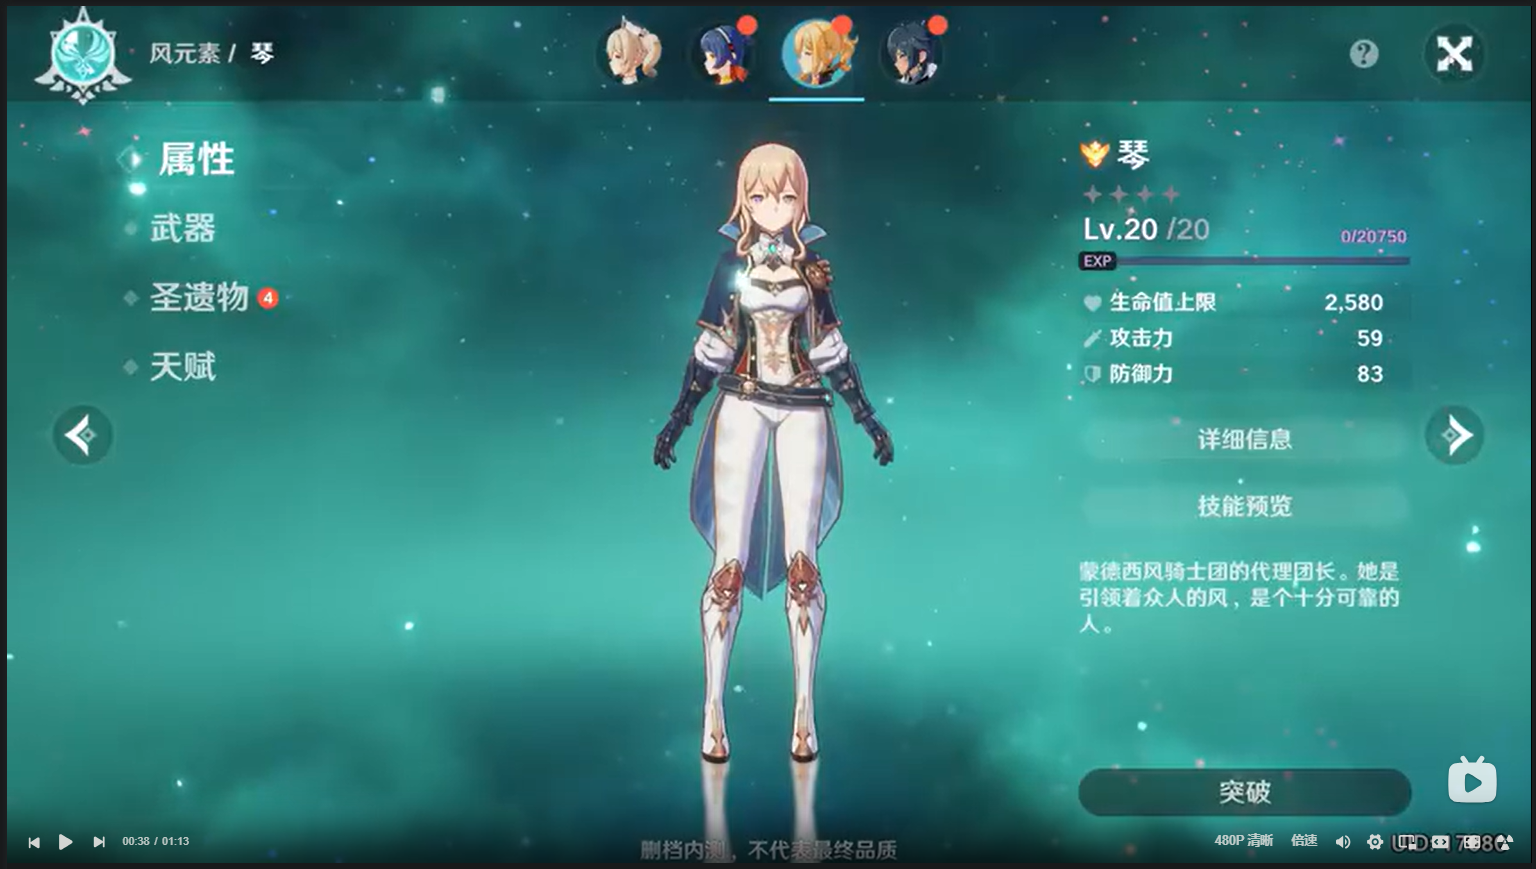 风元素 / 琴
属性
武器
圣遗物 4
天赋
琴
Lv.20 /20
0/20750
EXP
生命值上限 2,580
攻击力 59
防御力 83
详细信息
技能预览
蒙德西风骑士团的代理团长。她是
引领着众人的风，是个十分可靠的
人。
突破
删档内测，不代表最终品质
00:38 / 01:13
480P 清晰 倍速